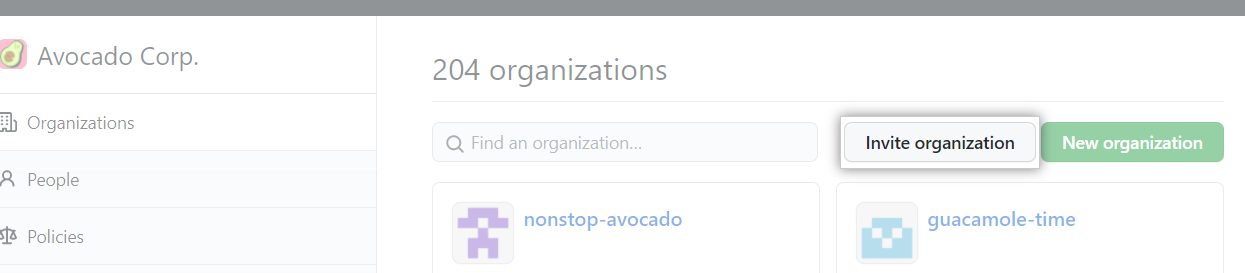 Avocado Corp.
204 organizations
Organizations
Find an organization...
Invite organization
New organization
People
nonstop-avocado
guacamole-time
Policies